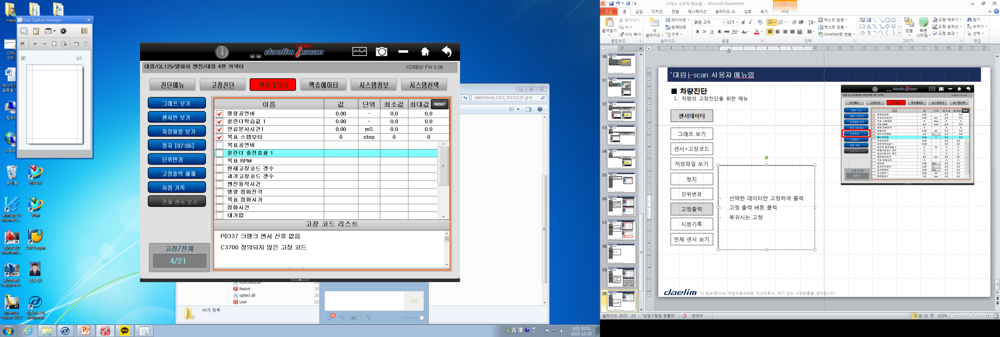 Easy Capture Manager
1/1
휴지통
NX 8.0
AhnLab V3 Internet S...
PLM
AutoCAD Mechanic...
SAP Logon
Autodesk Design Rev...
권순태1
Inventor Fusion 2012
대림자동차 Groupware
DEMO
daelim i scan
대림/QL125/델파이 엔진/대림 4핀 커넥터
KDI5B0/ FW 0.08
진단메뉴 고장진단 센서데이터 액츄에이터 시스템정보 시스템선택
그래프 보기
센서만 보기
저장파일 보기
정지 [07:06]
단위변경
고정출력 해제
시점 기록
전체 센서 보기
고정/전체
4/21
이름 값 단위 최소값 최대값 RESET
명령공연비 0.00 - 0.0 0.0
실린더학습값 1 0.00 - 0.0 0.0
연료분사시간1 0.00 mS 0.0 0.0
목표 스텝모터 0 step 0 0
목표공연비
실린더 충전효율 1
목표 RPM
현재고장코드 갯수
과거고장코드 갯수
엔진동작시간
명령 점화진각
목표 점화시기
점화시간
대기압
고장 코드 리스트
P0337 크랭크 센서 신호 없음
C3700 정의되지 않은 고장 코드
daelimIscan_0.9.2_20151130 검색
Report
sqlite3.dll
User
46개 항목
전송
오전 10:51
2015-12-28
스캐너 소비자 메뉴얼 - Microsoft PowerPoint
그리기 도구
파일 홈 삽입 디자인 전환 애니메이션 슬라이드 쇼 검토 보기 서식
붙여넣기
잘라내기
복사
서식 복사
클립보드
새 슬라이드
레이아웃
원래대로
구역
슬라이드
맑은 고딕 12.5
글꼴
텍스트 방향
텍스트 맞춤
SmartArt로 변환
단락
정렬
빠른 스타일
도형 채우기
도형 윤곽선
도형 효과
그리기
찾기
바꾸기
선택
편집
10
11
12
13
14
15
16
17
18
19
20
‘대림 i-scan 사용자 메뉴얼
■ 차량진단
1. 차량의 고장진단을 위한 메뉴
센서데이터
그래프 보기
센서+고장코드
저장파일 보기
정지
단위변경
고정출력
시점기록
전체 센서 보기
- 선택한 데이터만 고정하여 출력
- 고정 출력 버튼 클릭
- 복귀시는 고정
daelim 이 정보(문서)는 대림자동차㈜의 자산으로서, 허가 없는 사외반출을 금지합니다.
슬라이드 20/0 .. 20 "경영기획팀 템플릿" 한국어 102%